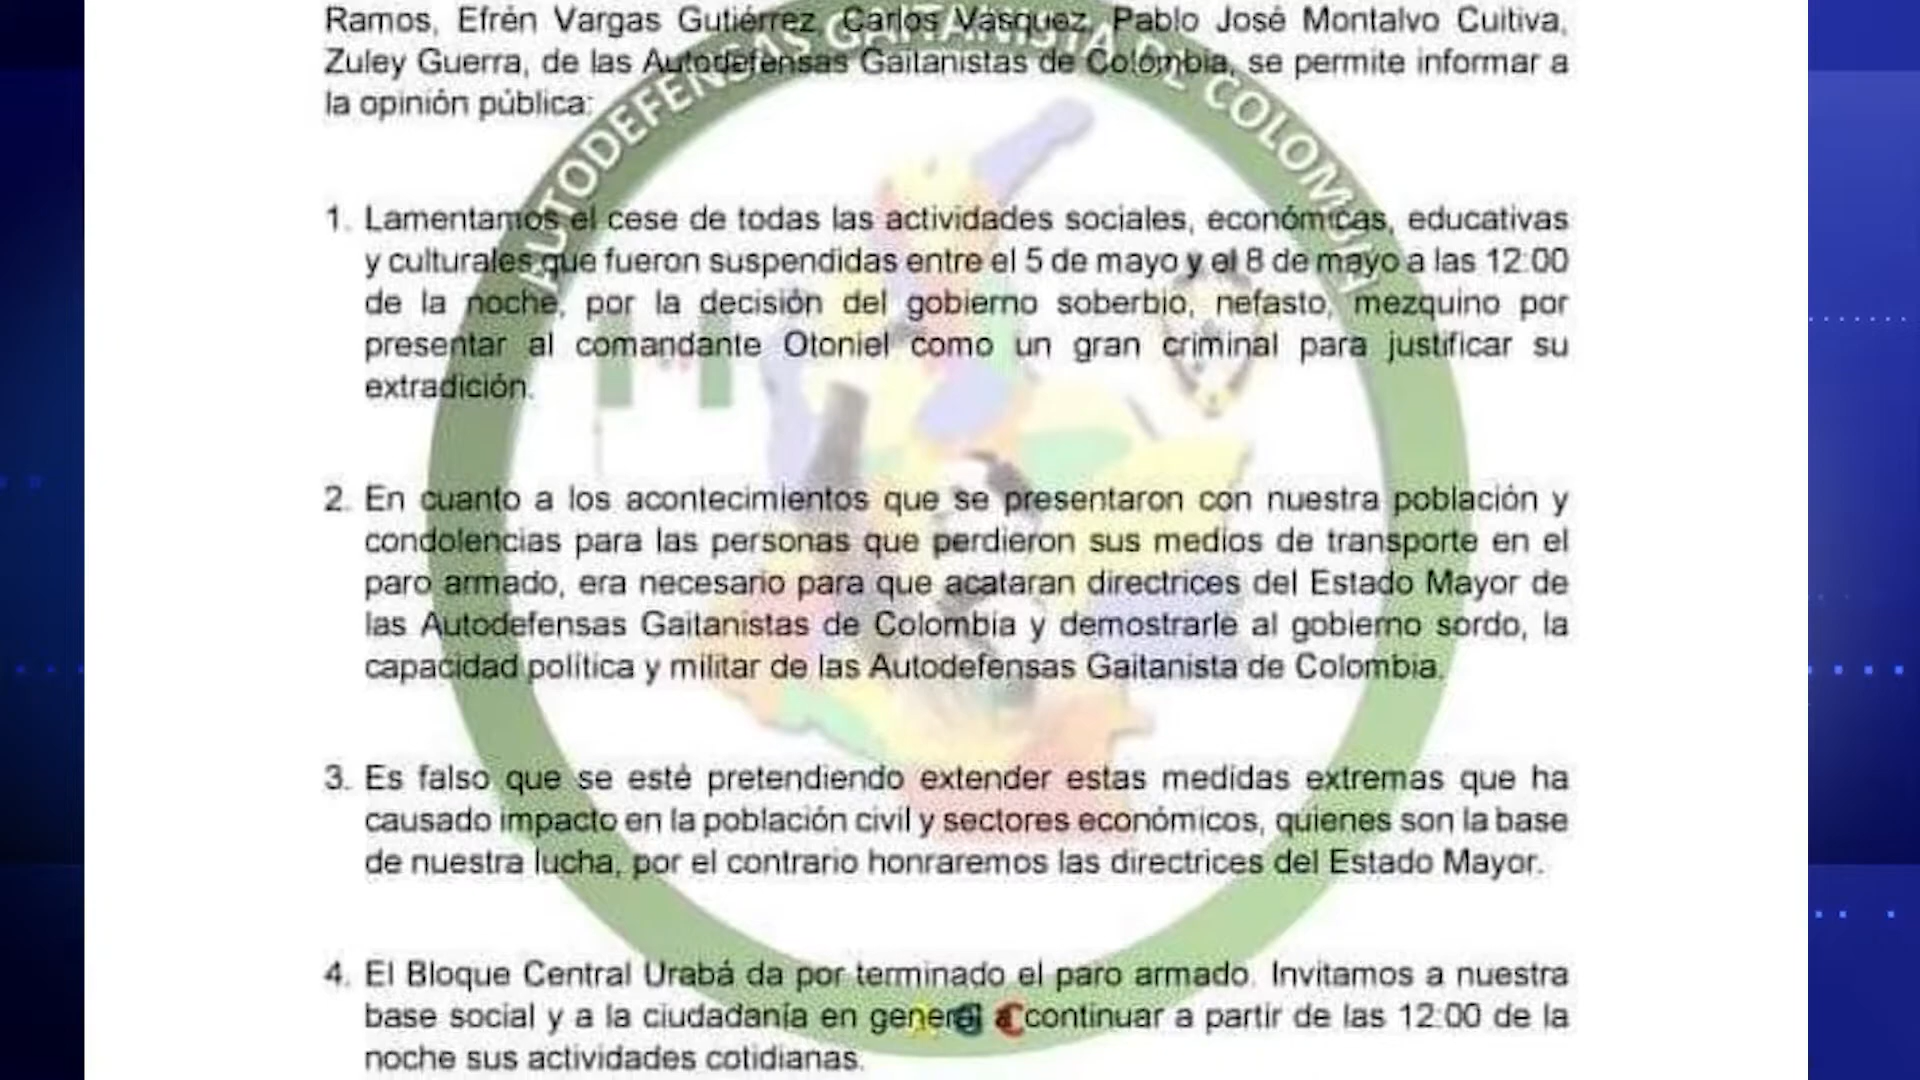 Ramos, Efrén Vargas Gutiérrez, Carlos Vásquez, Pablo José Montalvo Cuitiva,
Zuley Guerra, de las Autodefensas Gaitanistas de Colombia, se permite informar a
la opinión pública:
AUTODEFENSAS GAITANISTA DE COLOMBIA
1. Lamentamos el cese de todas las actividades sociales, económicas, educativas
y culturales que fueron suspendidas entre el 5 de mayo y el 8 de mayo a las 12:00
de la noche, por la decisión del gobierno soberbio, nefasto, mezquino por
presentar al comandante Otoniel como un gran criminal para justificar su
extradición.
2. En cuanto a los acontecimientos que se presentaron con nuestra población y
condolencias para las personas que perdieron sus medios de transporte en el
paro armado, era necesario para que acataran directrices del Estado Mayor de
las Autodefensas Gaitanistas de Colombia y demostrarle al gobierno sordo, la
capacidad política y militar de las Autodefensas Gaitanista de Colombia.
3. Es falso que se esté pretendiendo extender estas medidas extremas que ha
causado impacto en la población civil y sectores económicos, quienes son la base
de nuestra lucha, por el contrario honraremos las directrices del Estado Mayor.
4. El Bloque Central Urabá da por terminado el paro armado. Invitamos a nuestra
base social y a la ciudadanía en general a continuar a partir de las 12:00 de la
noche sus actividades cotidianas.
A G C